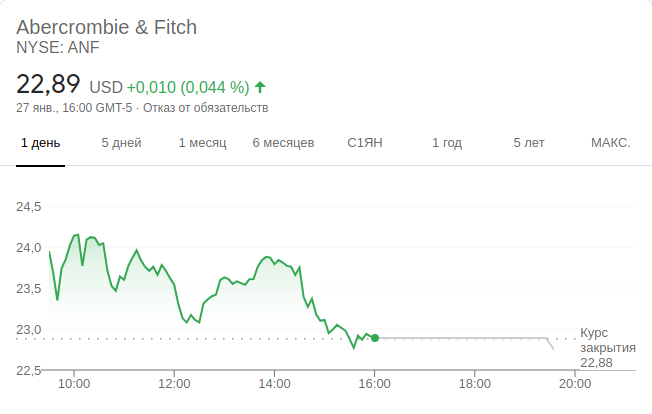 Abercrombie & Fitch
NYSE: ANF
22,89 USD +0,010 (0,044 %)
27 янв., 16:00 GMT-5 · Отказ от обязательств
1 день 5 дней 1 месяц 6 месяцев С1ЯН 1 год 5 лет МАКС.
24,5
24,0
23,5
23,0
22,5
Курс
закрытия
22,88
10:00 12:00 14:00 16:00 18:00 20:00